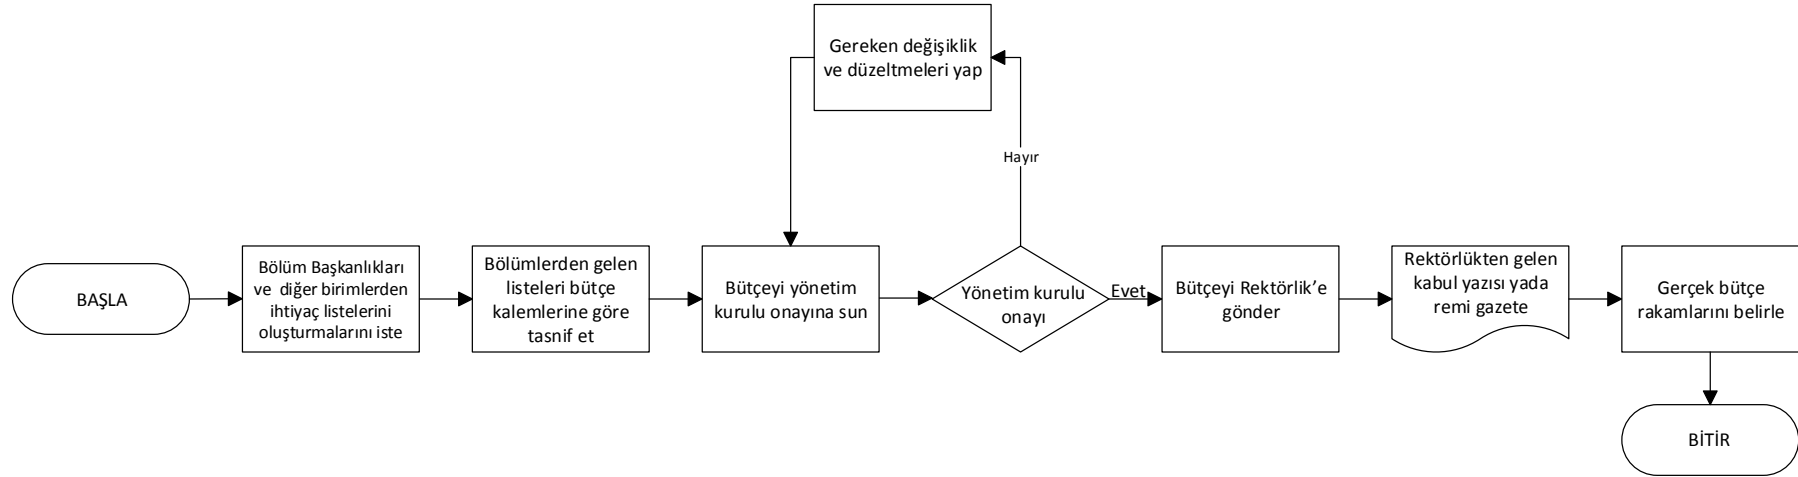 Gereken değişiklik
ve düzeltmeleri yap
Hayır
BAŞLA
Bölüm Başkanlıkları
ve diğer birimlerden
ihtiyaç listelerini
oluşturmalarını iste
Bölümlerden gelen
listeleri bütçe
kalemlerine göre
tasnif et
Bütçeyi yönetim
kurulu onayına sun
Yönetim kurulu
onayı
Evet
Bütçeyi Rektörlik’e
gönder
Rektörlükten gelen
kabul yazısı yada
remi gazete
Gerçek bütçe
rakamlarını belirle
BİTİR